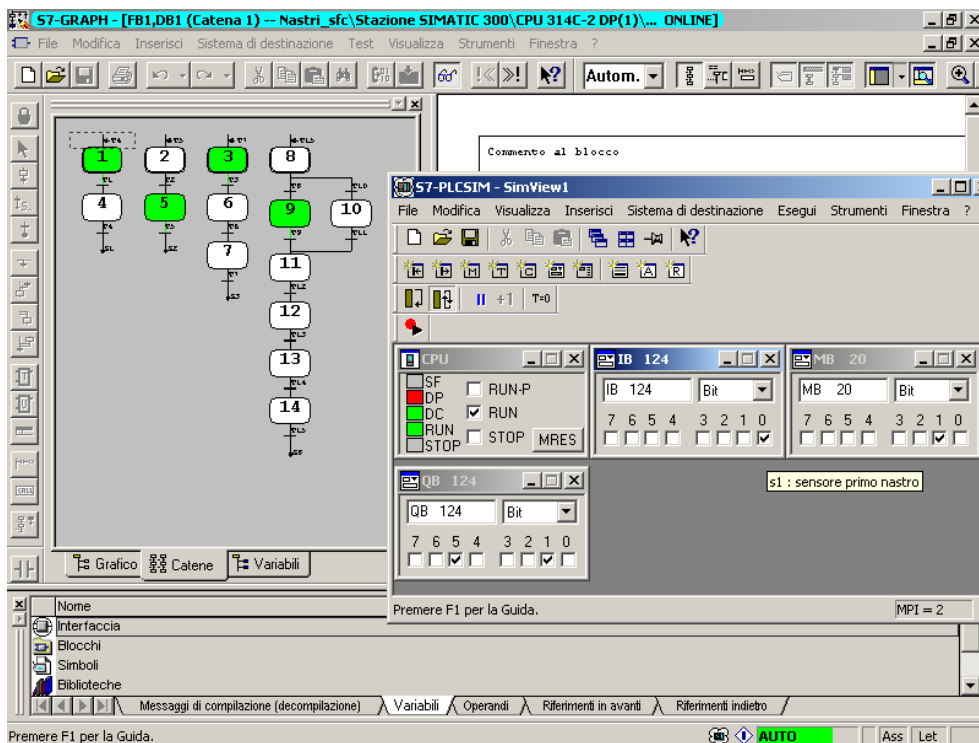 S7-GRAPH - [FB1,DB1 (Catena 1) -- Nastri_sfc\Stazione SIMATIC 300\CPU 314C-2 DP(1)\... ONLINE]
File Modifica Inserisci Sistema di destinazione Test Visualizza Strumenti Finestra ?
Autom.
Commento al blocco
1 2 3 8
4 5 6 9 10
7
11
12
13
14
S7-PLCSIM - SimView1
File Modifica Visualizza Inserisci Sistema di destinazione Esegui Strumenti Finestra ?
+1 T=0
CPU
SF
DP
DC
RUN
STOP
RUN-P
RUN
STOP
MRES
IB 124
IB 124 Bit
7 6 5 4 3 2 1 0
MB 20
MB 20 Bit
7 6 5 4 3 2 1 0
QB 124
QB 124 Bit
7 6 5 4 3 2 1 0
s1 : sensore primo nastro
Premere F1 per la Guida. MPI = 2
Grafico Catene Variabili
Nome
Interfaccia
Blocchi
Simboli
Biblioteche
Messaggi di compilazione (decompilazione) Variabili Operandi Riferimenti in avanti Riferimenti indietro
Premere F1 per la Guida. AUTO Ass Let